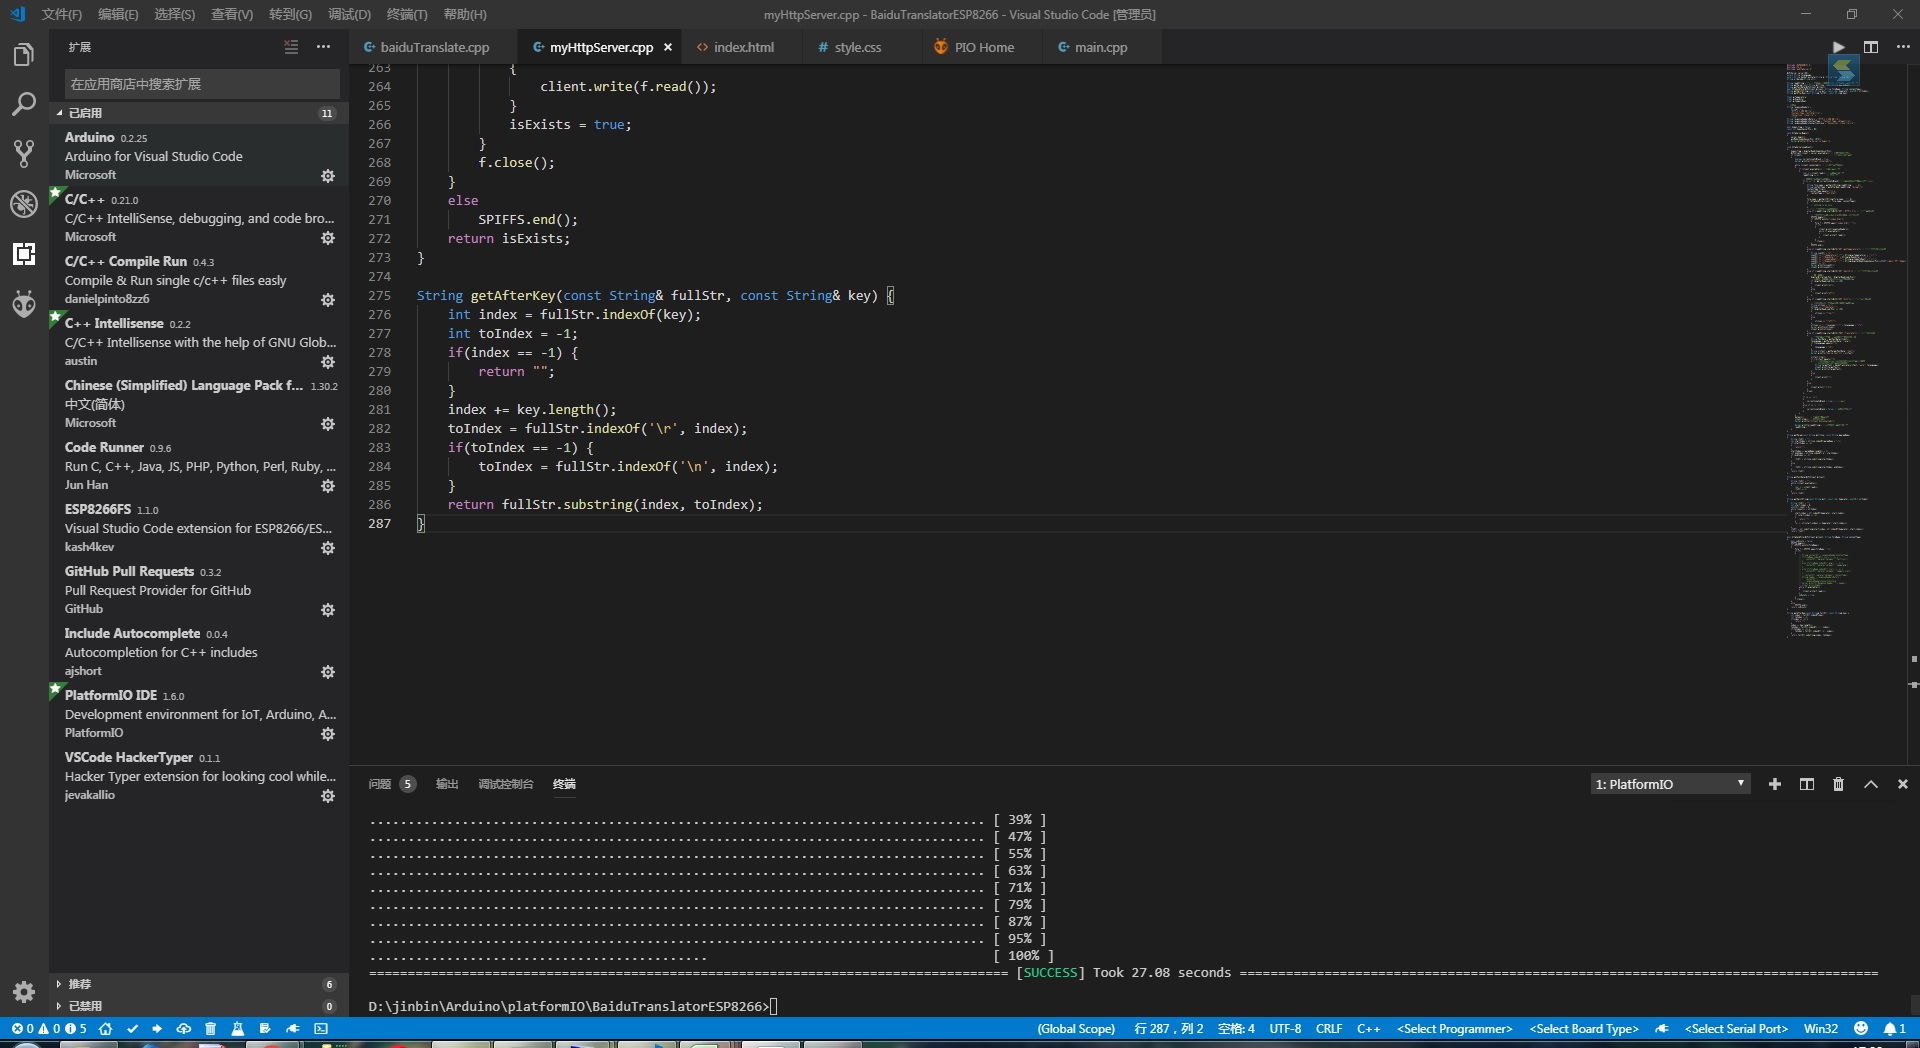 文件(F) 编辑(E) 选择(S) 查看(V) 转到(G) 调试(D) 终端(T) 帮助(H)
myHttpServer.cpp - BaiduTranslatorESP8266 - Visual Studio Code [管理员]
扩展
在应用商店中搜索扩展
已启用 11
Arduino 0.2.25
Arduino for Visual Studio Code
Microsoft
C/C++ 0.21.0
C/C++ IntelliSense, debugging, and code bro...
Microsoft
C/C++ Compile Run 0.4.3
Compile & Run single c/c++ files easly
danielpinto8zz6
C++ Intellisense 0.2.2
C/C++ Intellisense with the help of GNU Glob...
austin
Chinese (Simplified) Language Pack f... 1.30.2
中文(简体)
Microsoft
Code Runner 0.9.6
Run C, C++, Java, JS, PHP, Python, Perl, Ruby, ...
Jun Han
ESP8266FS 1.1.0
Visual Studio Code extension for ESP8266/ES...
kash4kev
GitHub Pull Requests 0.3.2
Pull Request Provider for GitHub
GitHub
Include Autocomplete 0.0.4
Autocompletion for C++ includes
ajshort
PlatformIO IDE 1.6.0
Development environment for IoT, Arduino, A...
PlatformIO
VSCode HackerTyper 0.1.1
Hacker Typer extension for looking cool while...
jevakallio
推荐 6
已禁用 0
baiduTranslate.cpp myHttpServer.cpp index.html style.css PIO Home main.cpp
263 {
264 client.write(f.read());
265 }
266 isExists = true;
267 }
268 f.close();
269 }
270 else
271 SPIFFS.end();
272 return isExists;
273 }
274
275 String getAfterKey(const String& fullStr, const String& key) {
276 int index = fullStr.indexOf(key);
277 int toIndex = -1;
278 if(index == -1) {
279 return "";
280 }
281 index += key.length();
282 toIndex = fullStr.indexOf('\r', index);
283 if(toIndex == -1) {
284 toIndex = fullStr.indexOf('\n', index);
285 }
286 return fullStr.substring(index, toIndex);
287 }
问题 5 输出 调试控制台 终端 1: PlatformIO
................................................................................ [ 39% ]
................................................................................ [ 47% ]
................................................................................ [ 55% ]
................................................................................ [ 63% ]
................................................................................ [ 71% ]
................................................................................ [ 79% ]
................................................................................ [ 87% ]
................................................................................ [ 95% ]
............................................ [ 100% ]
=================================================================================== [SUCCESS] Took 27.08 seconds ===================================================================================
D:\jinbin\Arduino\platformIO\BaiduTranslatorESP8266>
0 0 5 (Global Scope) 行 287，列 2 空格: 4 UTF-8 CRLF C++ <Select Programmer> <Select Board Type> <Select Serial Port> Win32 1